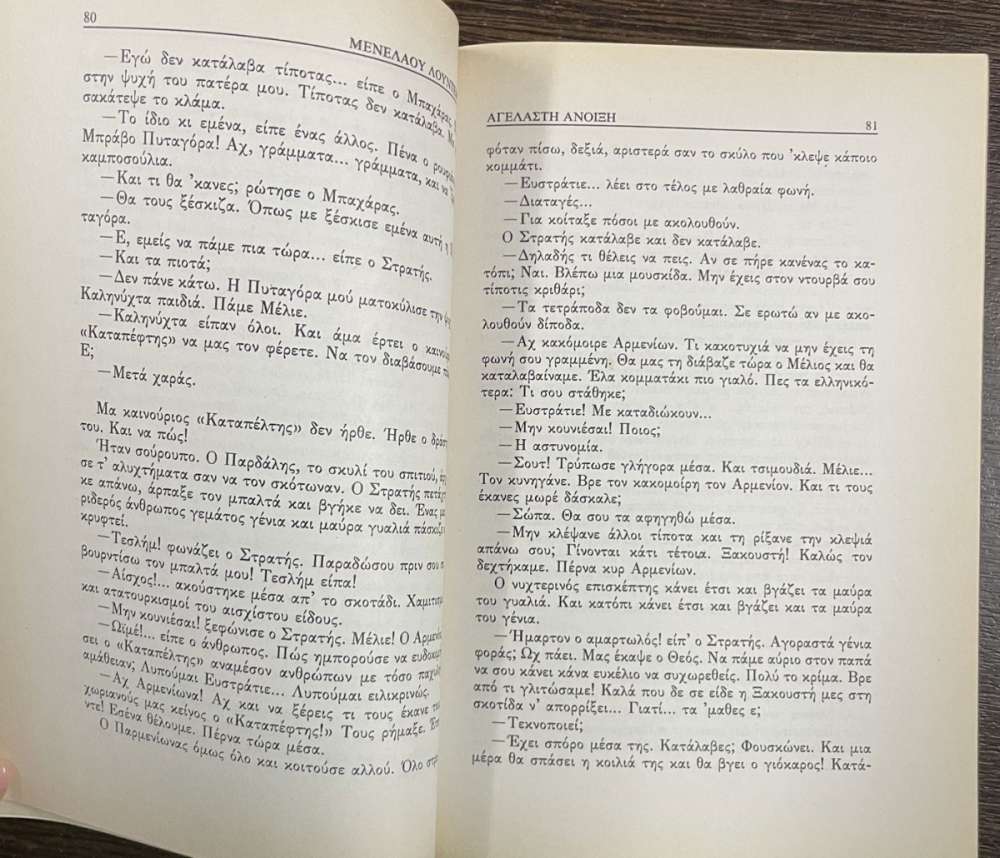 80
ΜΕΝΕΛΑΟΥ
—Εγώ δεν κατάλαβα τίποτας... είπε ο Μπαχάρας,
στην ψυχή του πατέρα μου. Τίποτας δεν κατάλαβα.
σακάτεψε το κλάμα.
—Το ίδιο κι εμένα, είπε ένας άλλος. Πένα ο
Μπράβο Πυταγόρα! Αχ, γράμματα... γράμματα, και να
καμποσούλια.
—Και τι θα ’κανες; ρώτησε ο Μπαχάρας.
—Θα τους ξέσκιζα. Όπως με ξέσκισε εμένα αυτή η
ταγόρα.
—Ε, εμείς να πάμε πια τώρα... είπε ο Στρατής.
—Και τα πιοτά;
—Δεν πάνε κάτω. Η Πυταγόρα μού ματοκύλισε την
Καληνύχτα παιδιά. Πάμε Μέλιε.
—Καληνύχτα είπαν όλοι. Και άμα έρτει ο
«Καταπέφτης» να μας τον φέρετε. Να τον διαβάσουμε
Ε;
—Μετά χαράς.
Μα καινούριος «Καταπέλτης» δεν ήρθε. Ήρθε ο
του. Και να πώς!
Ήταν σούρουπο. Ο Παρδάλης, το σκυλί του σπιτιού,
σε τ’ αλυχτήματα σαν να τον σκότωναν. Ο Στρατής
κε απάνω, άρπαξε τον μπαλτά και βγήκε να δει. Ένας
ριδερός άνθρωπος γεμάτος γένια και μαύρα γυαλιά
κρυφτεί.
—Τεσλήμ! φωνάζει ο Στρατής. Παραδώσου πριν σου
βουρντίσω τον μπαλτά μου! Τεσλήμ είπα!
—Αίσχος!... ακούστηκε μέσα απ’ το σκοτάδι.
και ατατουρκισμοί του αισχίστου είδους.
—Μην κουνιέσαι! ξεφώνισε ο Στρατής. Μέλιε! Ο
—Ωϊμέ!... είπε ο άνθρωπος. Πώς ημπορούσε να
σει ο «Καταπέλτης» αναμέσον ανθρώπων με τόσο
αμάθειαν; Λυπούμαι Ευστράτιε... Λυπούμαι ειλικρινώς.
—Αχ Αρμενίωνα! Αχ και να ξέρεις τι τους έκανε
χωριανούς μας κείνος ο «Καταπέφτης!» Τους ρήμαξε.
ντε! Εσένα θέλουμε. Πέρνα τώρα μέσα.
Ο Παρμενίωνας όμως όλο και κοιτούσε αλλού. Όλο
ΑΓΕΛΑΣΤΗ ΑΝΟΙΞΗ
81
φόταν πίσω, δεξιά, αριστερά σαν το σκύλο που ’κλεψε κάποιο
κομμάτι.
—Ευστράτιε... λέει στο τέλος με λαθραία φωνή.
—Διαταγές...
—Για κοίταξε πόσοι με ακολουθούν.
Ο Στρατής κατάλαβε και δεν κατάλαβε.
—Δηλαδής τι θέλεις να πεις. Αν σε πήρε κανένας το κα-
τόπι; Ναι. Βλέπω μια μουσκίδα. Μην έχεις στον ντουρβά σου
τίποτις κριθάρι;
—Τα τετράποδα δεν τα φοβούμαι. Σε ερωτώ αν με ακο-
λουθούν δίποδα.
—Αχ κακόμοιρε Αρμενίων. Τι κακοτυχιά να μην έχεις τη
φωνή σου γραμμένη. Θα μας τη διάβαζε τώρα ο Μέλιος και θα
καταλαβαίναμε. Έλα κομματάκι πιο γιαλό. Πες τα ελληνικό-
τερα: Τι σου στάθηκε;
—Ευστράτιε! Με καταδιώκουν...
—Μην κουνιέσαι! Ποιος;
—Η αστυνομία.
—Σουτ! Τρύπωσε γλήγορα μέσα. Και τσιμουδιά. Μέλιε...
Τον κυνηγάνε. Βρε τον κακομοίρη τον Αρμενίον. Και τι τους
έκανες μωρέ δάσκαλε;
—Σώπα. Θα σου τα αφηγηθώ μέσα.
—Μην κλέψανε άλλοι τίποτα και τη ρίξανε την κλεψιά
απάνω σου; Γίνονται κάτι τέτοια. Ξακουστή! Καλώς τον
δεχτήκαμε. Πέρνα κυρ Αρμενίων.
Ο νυχτερινός επισκέπτης κάνει έτσι και βγάζει τα μαύρα
του γυαλιά. Και κατόπι κάνει έτσι και βγάζει και τα μαύρα
του γένια.
—Ήμαρτον ο αμαρτωλός! είπ’ ο Στρατής. Αγοραστά γένια
φοράς; Ωχ πάει. Μας έκαψε ο Θεός. Να πάμε αύριο στον παπά
να σου κάνει κάνα ευκέλιο να συχωρεθείς. Πολύ το κρίμα. Βρε
από τι γλιτώσαμε! Καλά που δε σε είδε η Ξακουστή μες στη
σκοτίδα ν’ απορρίξει... Γιατί... τα ’μαθες ε;
—Τεκνοποιεί;
—Έχει σπόρο μέσα της. Κατάλαβες; Φουσκώνει. Και μια
μέρα θα σπάσει η κοιλιά της και θα βγει ο γιόκαρος! Κατά-